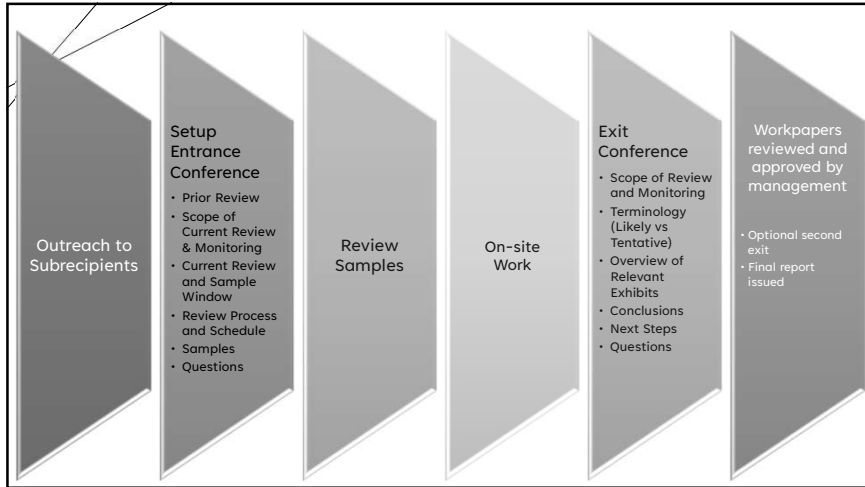 Outreach to
Subrecipients
Setup
Entrance
Conference
• Prior Review
• Scope of
Current Review
& Monitoring
• Current Review
and Sample
Window
• Review Process
and Schedule
• Samples
• Questions
Review
Samples
On-site
Work
Exit
Conference
• Scope of Review
and Monitoring
• Terminology
(Likely vs
Tentative)
• Overview of
Relevant
Exhibits
• Conclusions
• Next Steps
• Questions
Workpapers
reviewed and
approved by
management
• Optional second
exit
• Final report
issued